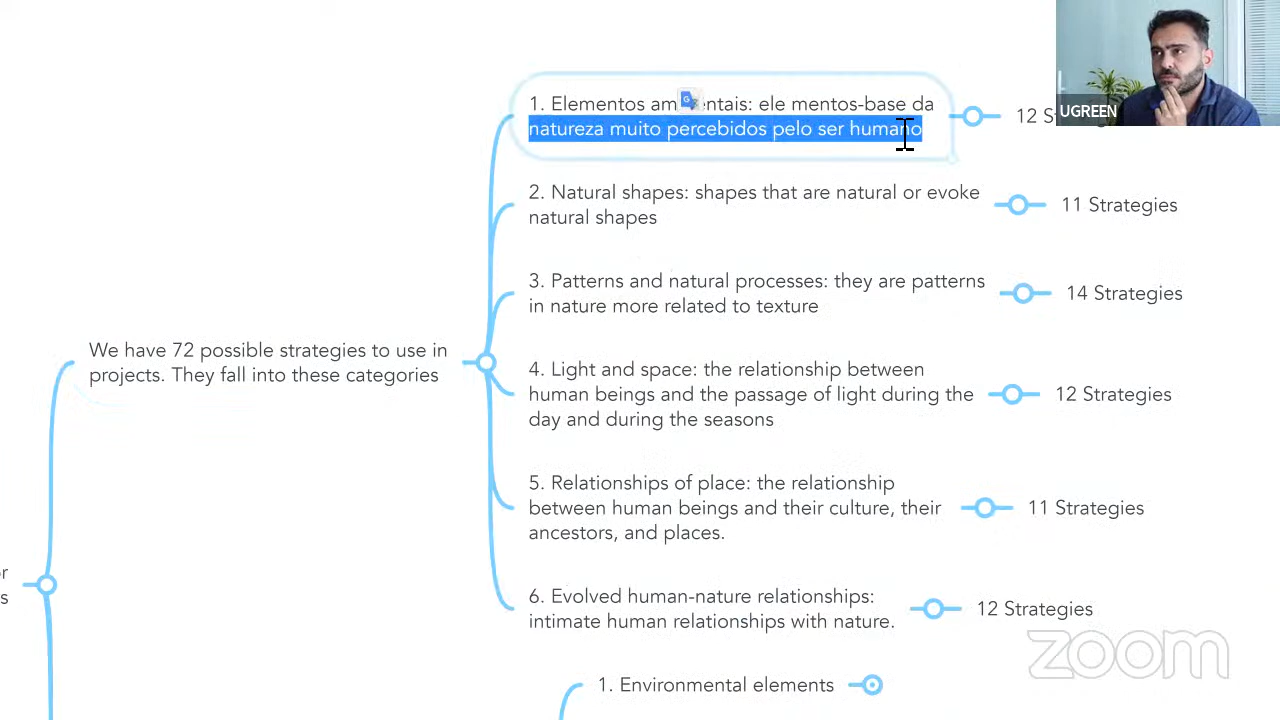 1. Elementos am entais: ele mentos-base da
natureza muito percebidos pelo ser humano
12 S
UGREEN
2. Natural shapes: shapes that are natural or evoke
natural shapes
11 Strategies
3. Patterns and natural processes: they are patterns
in nature more related to texture
14 Strategies
We have 72 possible strategies to use in
projects. They fall into these categories
4. Light and space: the relationship between
human beings and the passage of light during the
day and during the seasons
12 Strategies
5. Relationships of place: the relationship
between human beings and their culture, their
ancestors, and places.
11 Strategies
or
s
6. Evolved human-nature relationships:
intimate human relationships with nature.
12 Strategies
zoom
1. Environmental elements